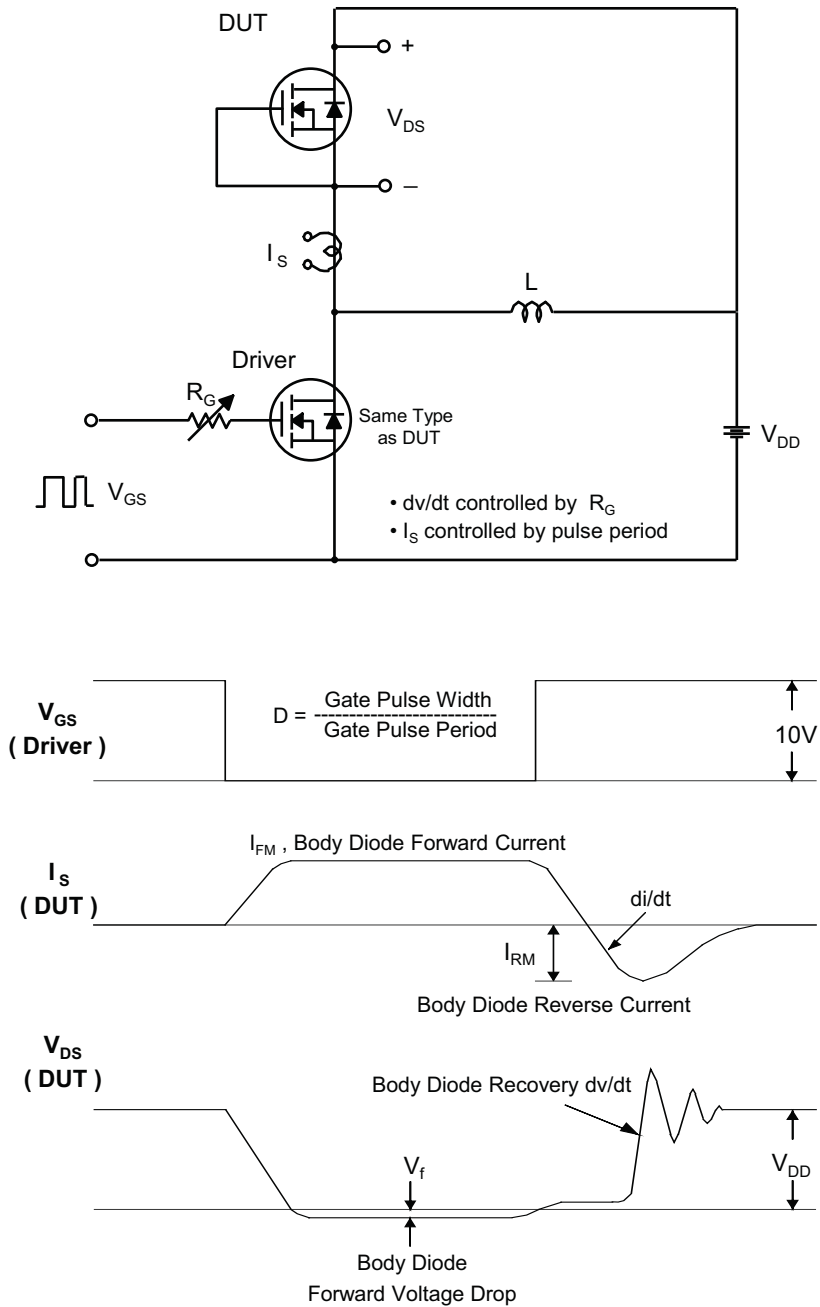 DUT
+
V_DS
–
I_S
L
Driver
R_G
Same Type
as DUT
V_DD
V_GS
• dv/dt controlled by R_G
• I_S controlled by pulse period
V_GS
( Driver )
D = Gate Pulse Width
Gate Pulse Period
10V
I_FM , Body Diode Forward Current
I_S
( DUT )
di/dt
I_RM
Body Diode Reverse Current
V_DS
( DUT )
Body Diode Recovery dv/dt
V_f
V_DD
Body Diode
Forward Voltage Drop